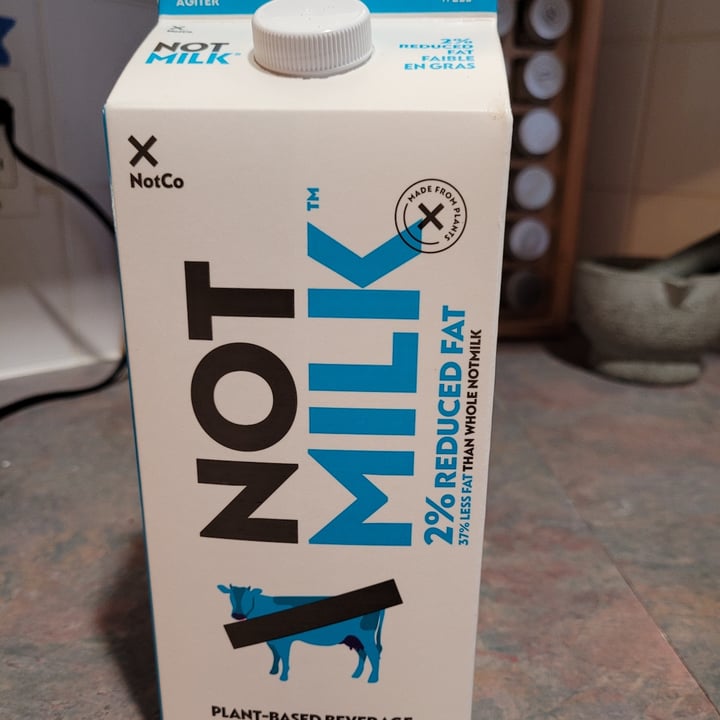 AGITER
NotCo
NOT
MILK
2%
REDUCED
FAT
FAIBLE
EN GRAS
NotCo
MADE FROM PLANTS
NOT
MILK™
2% REDUCED FAT
37% LESS FAT THAN WHOLE NOTMILK
PLANT-BASED BEVERAGE